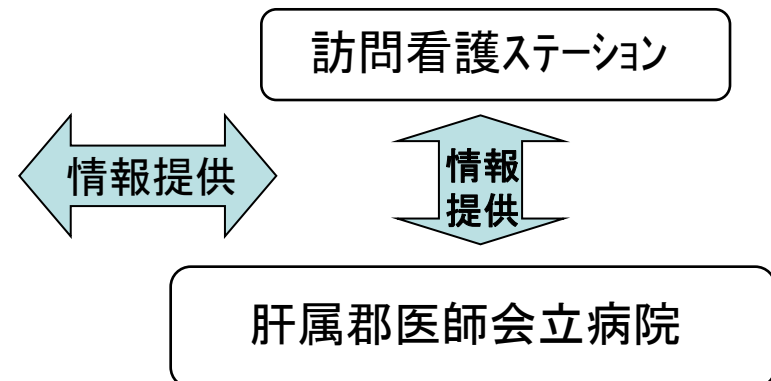 訪問看護ステーション
情報提供
情報
提供
肝属郡医師会立病院